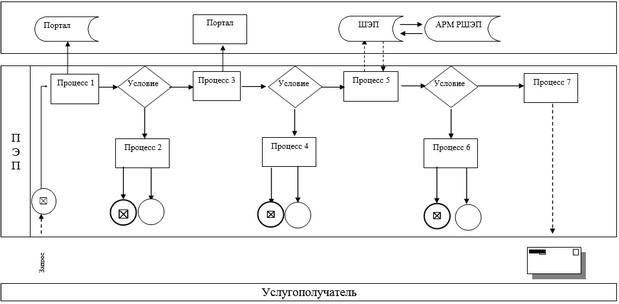 Портал
Портал
ШЭП
АРМ РШЭП
Процесс 1
Условие
Процесс 3
Условие
Процесс 5
Условие
Процесс 7
ПЭП
Процесс 2
Процесс 4
Процесс 6
Запрос
Услугополучатель